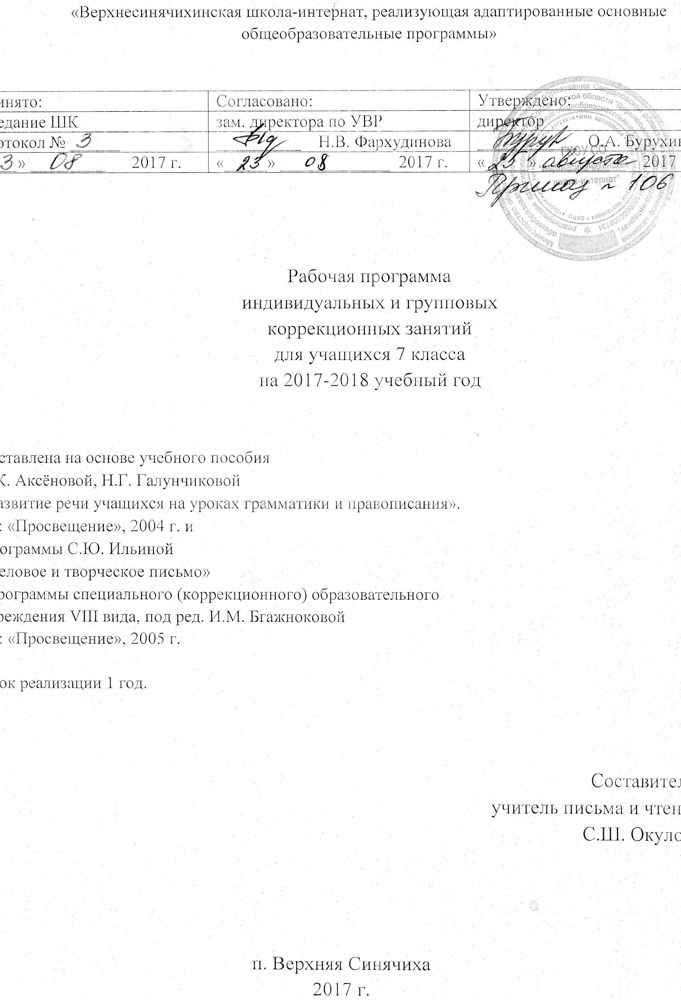 «Верхнесинячихинская школа-интернат, реализующая адаптированные основные
общеобразовательные программы»
инято: Согласовано: Утверждено:
едание ШК зам. директора по УВР директор
отокол № 3 Н.В. Фархудинова О.А. Бурухин
3 » 08 2017 г. « 23 » 08 2017 г. « 25 » августа 2017
Приказ № 106
ГКОУ СО
"Верхнесинячихинская
школа-интернат"
Рабочая программа
индивидуальных и групповых
коррекционных занятий
для учащихся 7 класса
на 2017-2018 учебный год
ставлена на основе учебного пособия
К. Аксёновой, Н.Г. Галунчиковой
азвитие речи учащихся на уроках грамматики и правописания».
: «Просвещение», 2004 г. и
ограммы С.Ю. Ильиной
еловое и творческое письмо»
рограммы специального (коррекционного) образовательного
реждения VIII вида, под ред. И.М. Бгажноковой
: «Просвещение», 2005 г.
ок реализации 1 год.
Составител
учитель письма и чтен
С.Ш. Окуло
п. Верхняя Синячиха
2017 г.